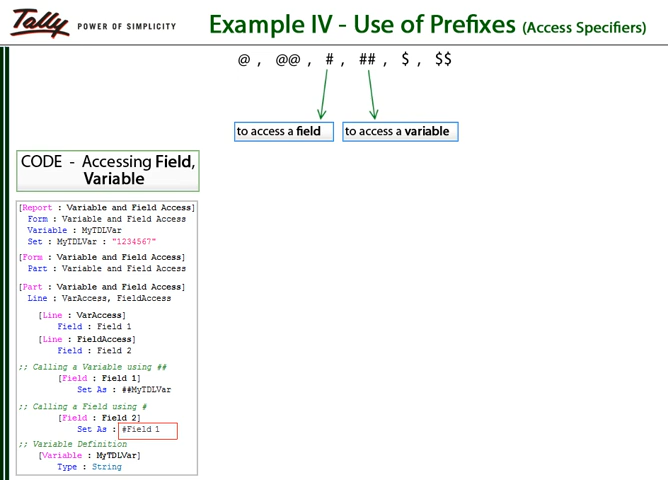 Tally POWER OF SIMPLICITY
Example IV - Use of Prefixes (Access Specifiers)
@ , @@ , # , ## , $ , $$
to access a field
to access a variable
CODE - Accessing Field,
Variable
[Report : Variable and Field Access]
Form : Variable and Field Access
Variable : MyTDLVar
Set : MyTDLVar : "1234567"
[Form : Variable and Field Access]
Part : Variable and Field Access
[Part : Variable and Field Access]
Line : VarAccess, FieldAccess
[Line : VarAccess]
Field : Field 1
[Line : FieldAccess]
Field : Field 2
;; Calling a Variable using ##
[Field : Field 1]
Set As : ##MyTDLVar
;; Calling a Field using #
[Field : Field 2]
Set As : #Field 1
;; Variable Definition
[Variable : MyTDLVar]
Type : String